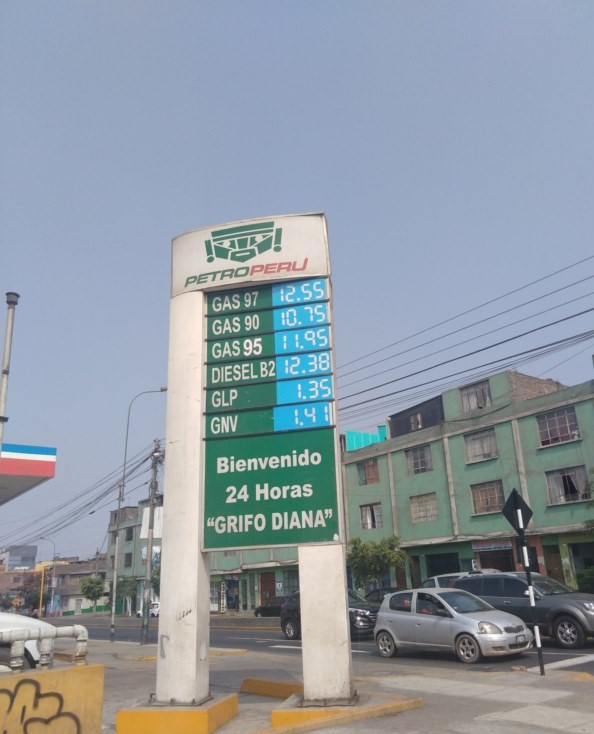 PETROPERU
GAS 97 12.55
GAS 90 10.75
GAS 95 11.95
DIESEL B2 12.38
GLP 1.35
GNV 1.41
Bienvenido
24 Horas
"GRIFO DIANA"